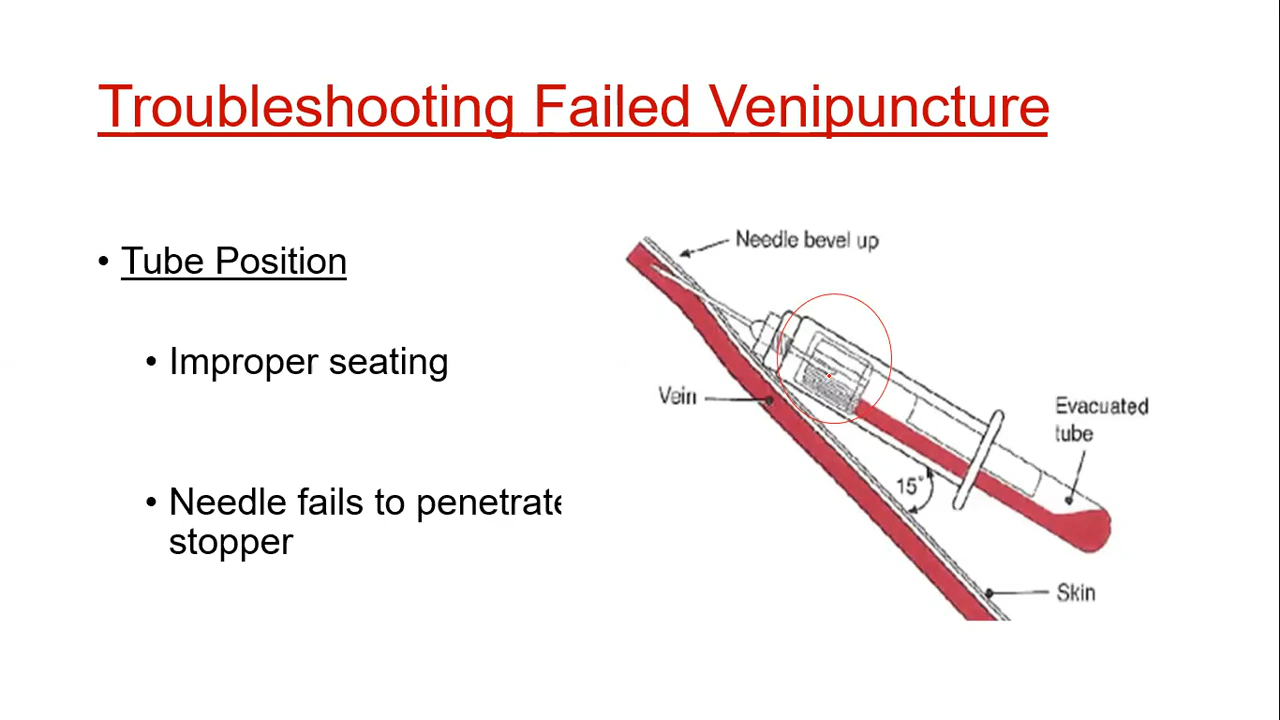 Troubleshooting Failed Venipuncture
• Tube Position
• Improper seating
• Needle fails to penetrate
stopper
Needle bevel up
Vein
Evacuated
tube
15°
Skin